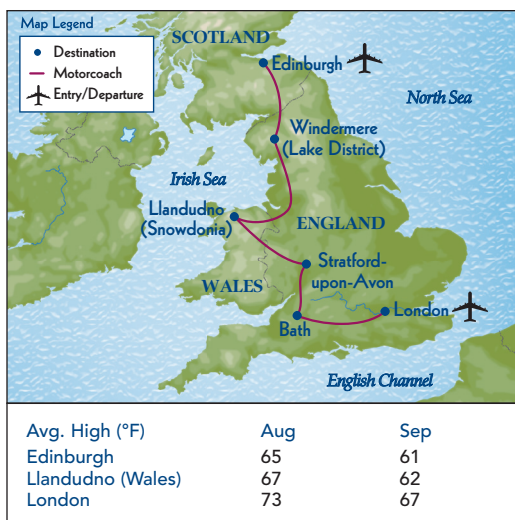 Map Legend
Destination
Motorcoach
Entry/Departure
SCOTLAND
Edinburgh
North Sea
Windermere
(Lake District)
Irish Sea
Llandudno
(Snowdonia)
ENGLAND
Stratford-
upon-Avon
WALES
London
Bath
English Channel
Avg. High (°F) Aug Sep
Edinburgh 65 61
Llandudno (Wales) 67 62
London 73 67